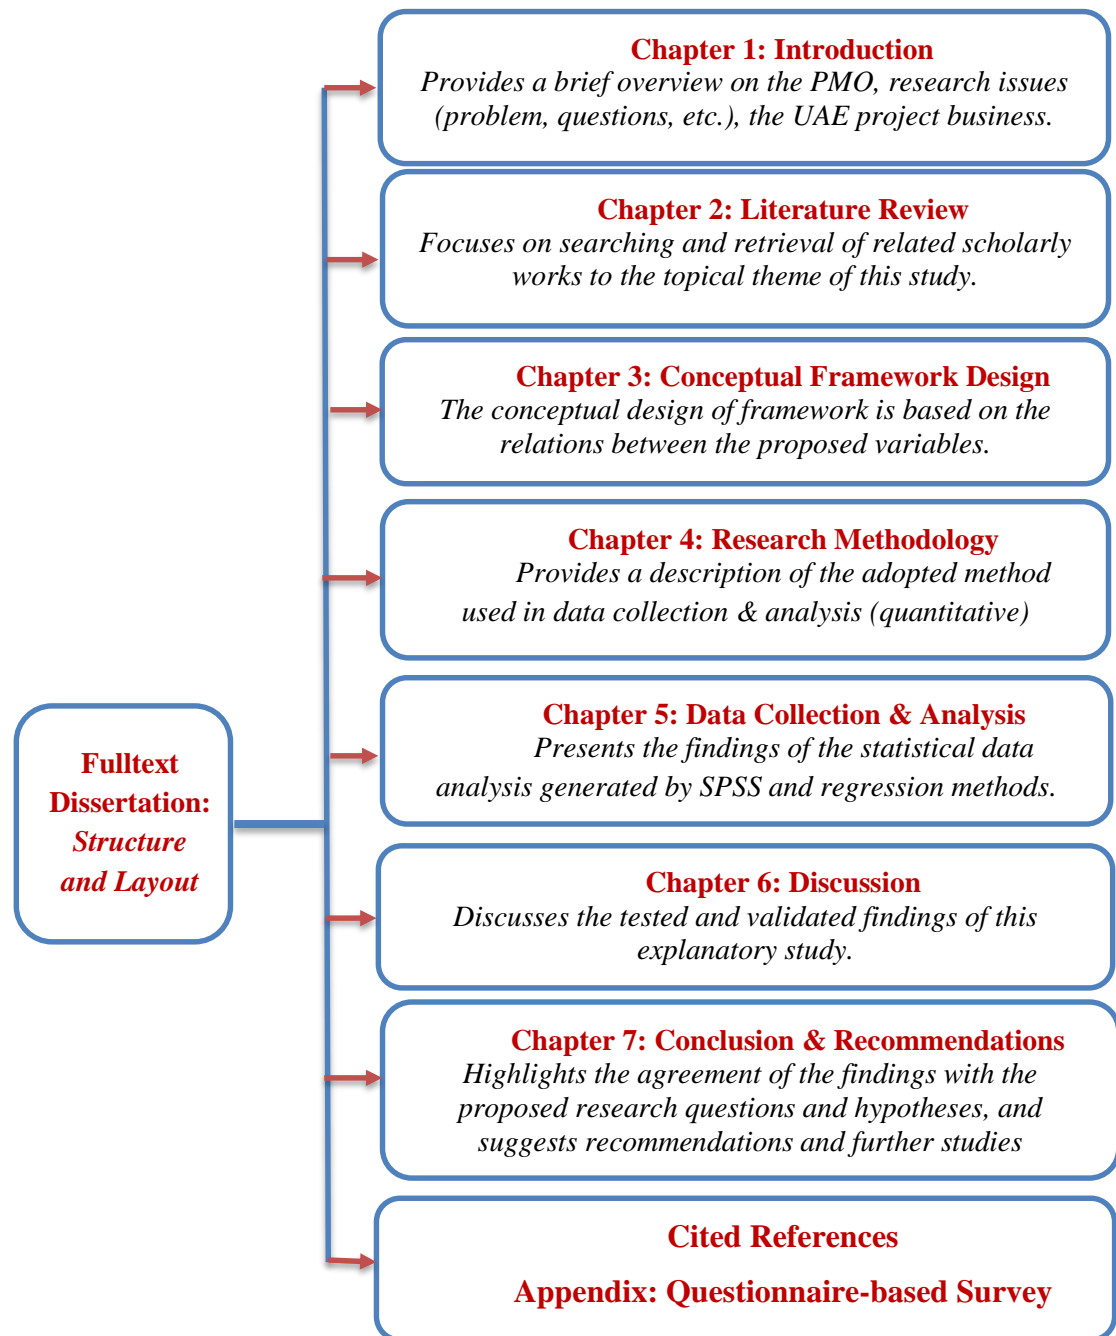 Chapter 1: Introduction
Provides a brief overview on the PMO, research issues
(problem, questions, etc.), the UAE project business.
Chapter 2: Literature Review
Focuses on searching and retrieval of related scholarly
works to the topical theme of this study.
Chapter 3: Conceptual Framework Design
The conceptual design of framework is based on the
relations between the proposed variables.
Chapter 4: Research Methodology
Provides a description of the adopted method
used in data collection & analysis (quantitative)
Fulltext
Dissertation:
Structure
and Layout
Chapter 5: Data Collection & Analysis
Presents the findings of the statistical data
analysis generated by SPSS and regression methods.
Chapter 6: Discussion
Discusses the tested and validated findings of this
explanatory study.
Chapter 7: Conclusion & Recommendations
Highlights the agreement of the findings with the
proposed research questions and hypotheses, and
suggests recommendations and further studies
Cited References
Appendix: Questionnaire-based Survey